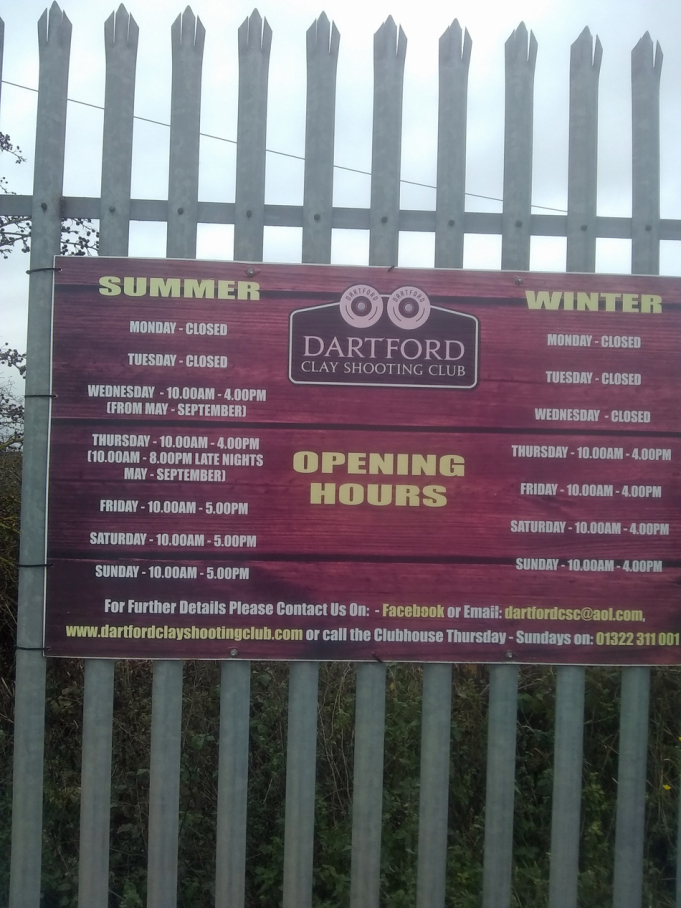 SUMMER
MONDAY - CLOSED
TUESDAY - CLOSED
WEDNESDAY - 10.00AM - 4.00PM
(FROM MAY - SEPTEMBER)
THURSDAY - 10.00AM - 4.00PM
(10.00AM - 8.00PM LATE NIGHTS
MAY - SEPTEMBER)
FRIDAY - 10.00AM - 5.00PM
SATURDAY - 10.00AM - 5.00PM
SUNDAY - 10.00AM - 5.00PM
DARTFORD DARTFORD
DARTFORD
CLAY SHOOTING CLUB
OPENING
HOURS
WINTER
MONDAY - CLOSED
TUESDAY - CLOSED
WEDNESDAY - CLOSED
THURSDAY - 10.00AM - 4.00PM
FRIDAY - 10.00AM - 4.00PM
SATURDAY - 10.00AM - 4.00PM
SUNDAY - 10.00AM - 4.00PM
For Further Details Please Contact Us On: - Facebook or Email: dartfordcsc@aol.com,
www.dartfordclayshootingclub.com or call the Clubhouse Thursday - Sundays on: 01322 311 001